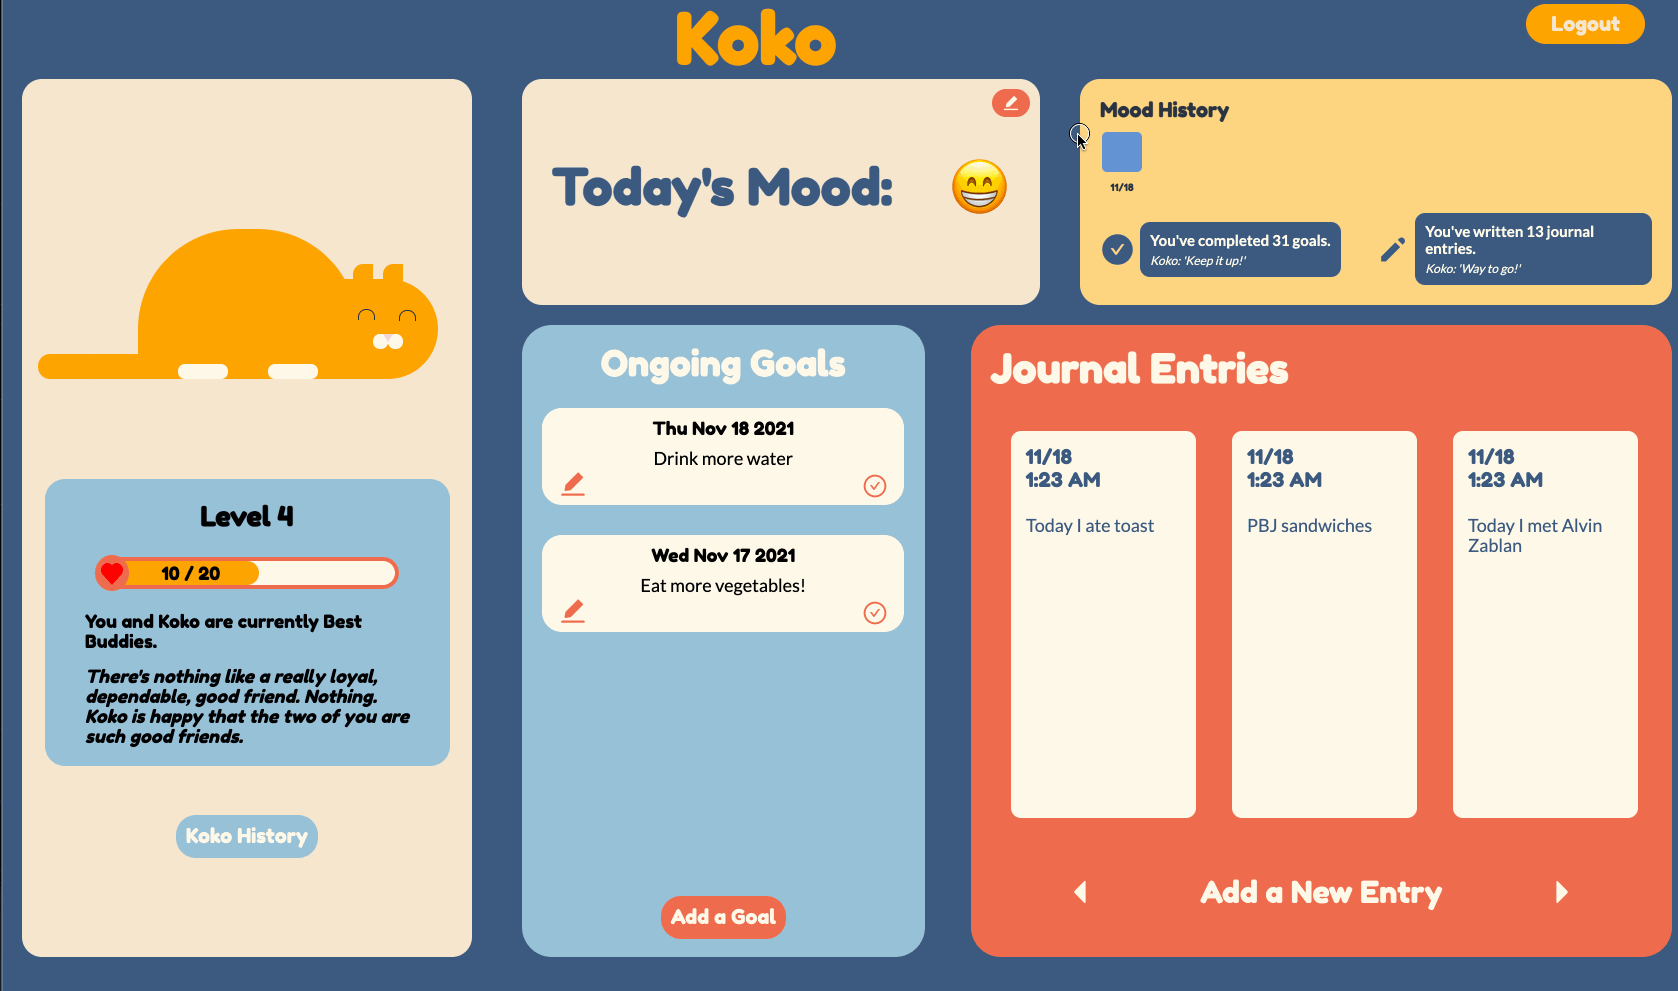 Koko
Logout
Level 4
10 / 20
You and Koko are currently Best
Buddies.
There's nothing like a really loyal,
dependable, good friend. Nothing.
Koko is happy that the two of you are
such good friends.
Koko History
Today's Mood:
Mood History
11/18
You've completed 31 goals.
Koko: 'Keep it up!'
You've written 13 journal
entries.
Koko: 'Way to go!'
Ongoing Goals
Thu Nov 18 2021
Drink more water
Wed Nov 17 2021
Eat more vegetables!
Add a Goal
Journal Entries
11/18
1:23 AM
Today I ate toast
11/18
1:23 AM
PBJ sandwiches
11/18
1:23 AM
Today I met Alvin
Zablan
Add a New Entry